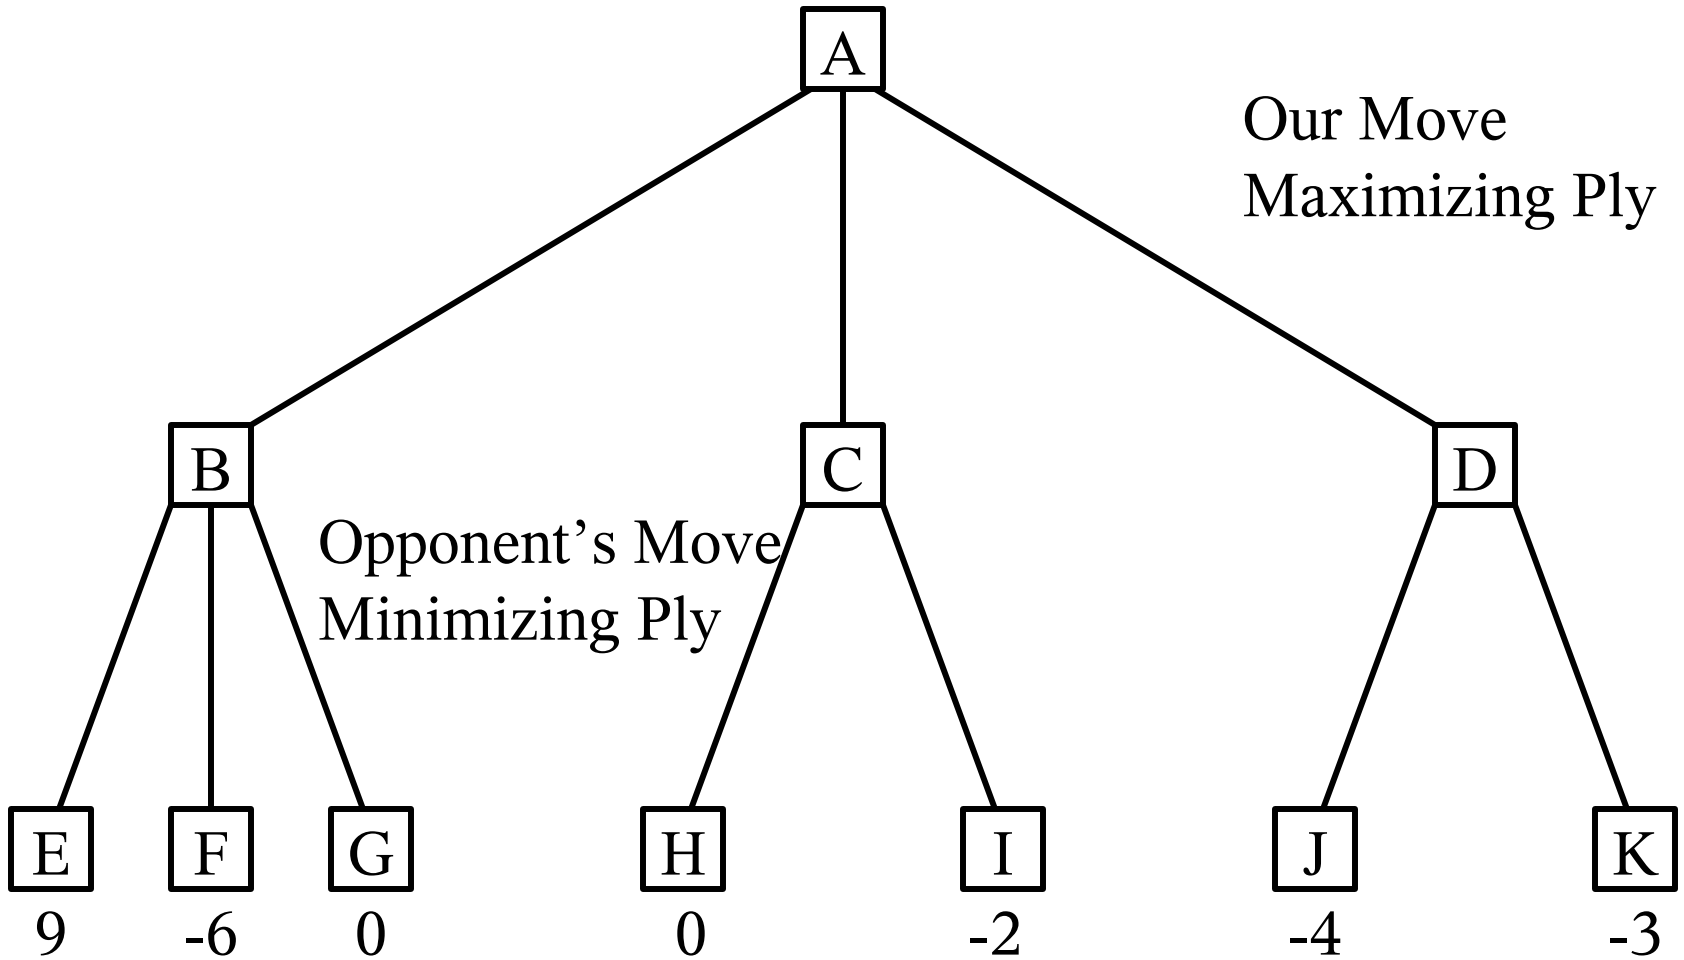 A
Our Move
Maximizing Ply
B
C
D
Opponent’s Move
Minimizing Ply
E
F
G
H
I
J
K
9
-6
0
0
-2
-4
-3